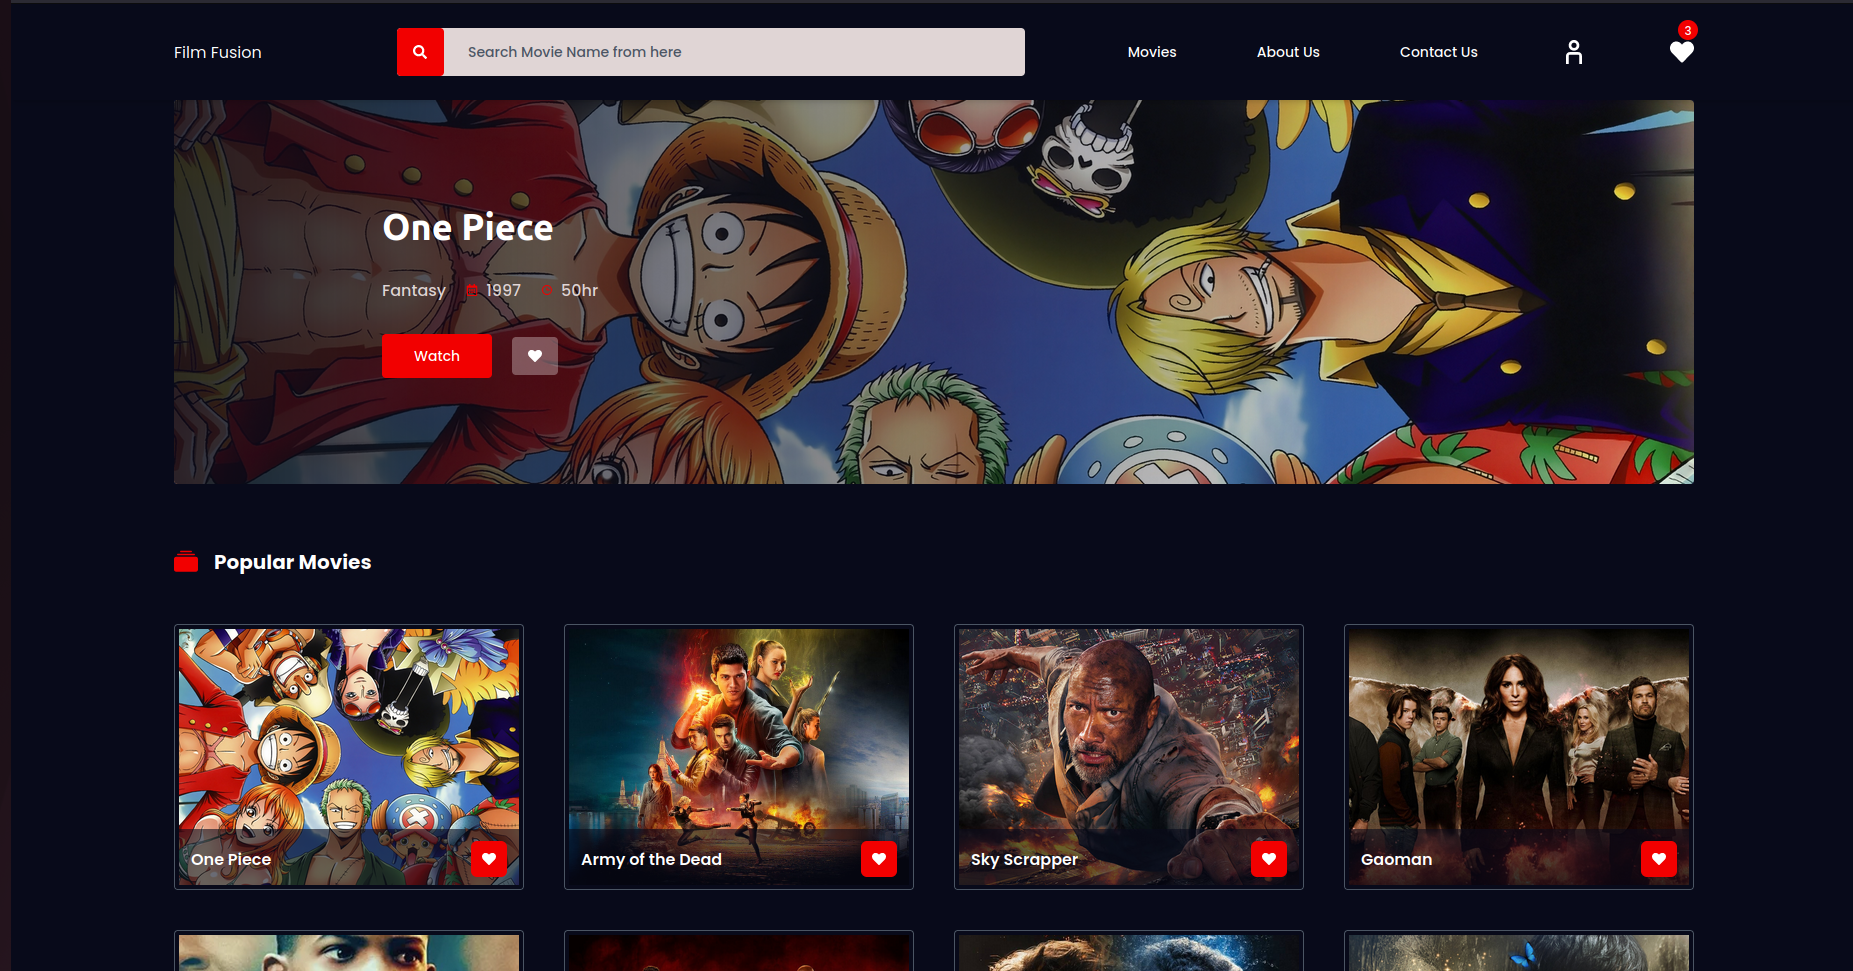 Film Fusion
Search Movie Name from here
Movies
About Us
Contact Us
3
One Piece
Fantasy 1997 50hr
Watch
Popular Movies
One Piece
Army of the Dead
Sky Scrapper
Gaoman